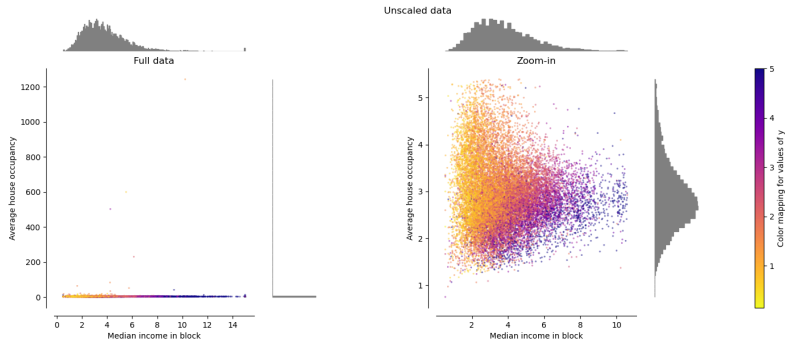 Unscaled data
Full data
1200
1000
800
600
400
200
0
Average house occupancy
0 2 4 6 8 10 12 14
Median income in block
Zoom-in
5
4
3
2
1
Average house occupancy
2 4 6 8 10
Median income in block
5
4
3
2
1
Color mapping for values of y